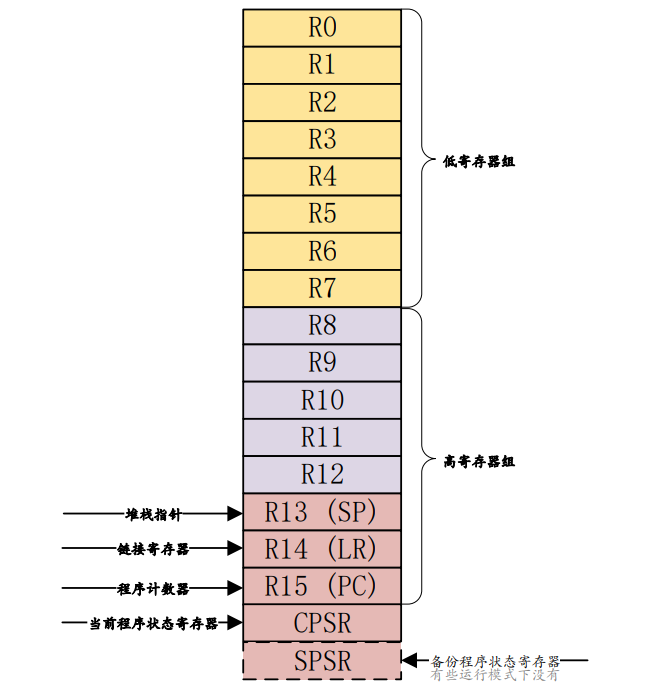 R0
R1
R2
R3
低寄存器组
R4
R5
R6
R7
R8
R9
R10
R11
高寄存器组
R12
堆栈指针 R13 (SP)
链接寄存器 R14 (LR)
程序计数器 R15 (PC)
当前程序状态寄存器 CPSR
SPSR 备份程序状态寄存器
有些运行模式下没有